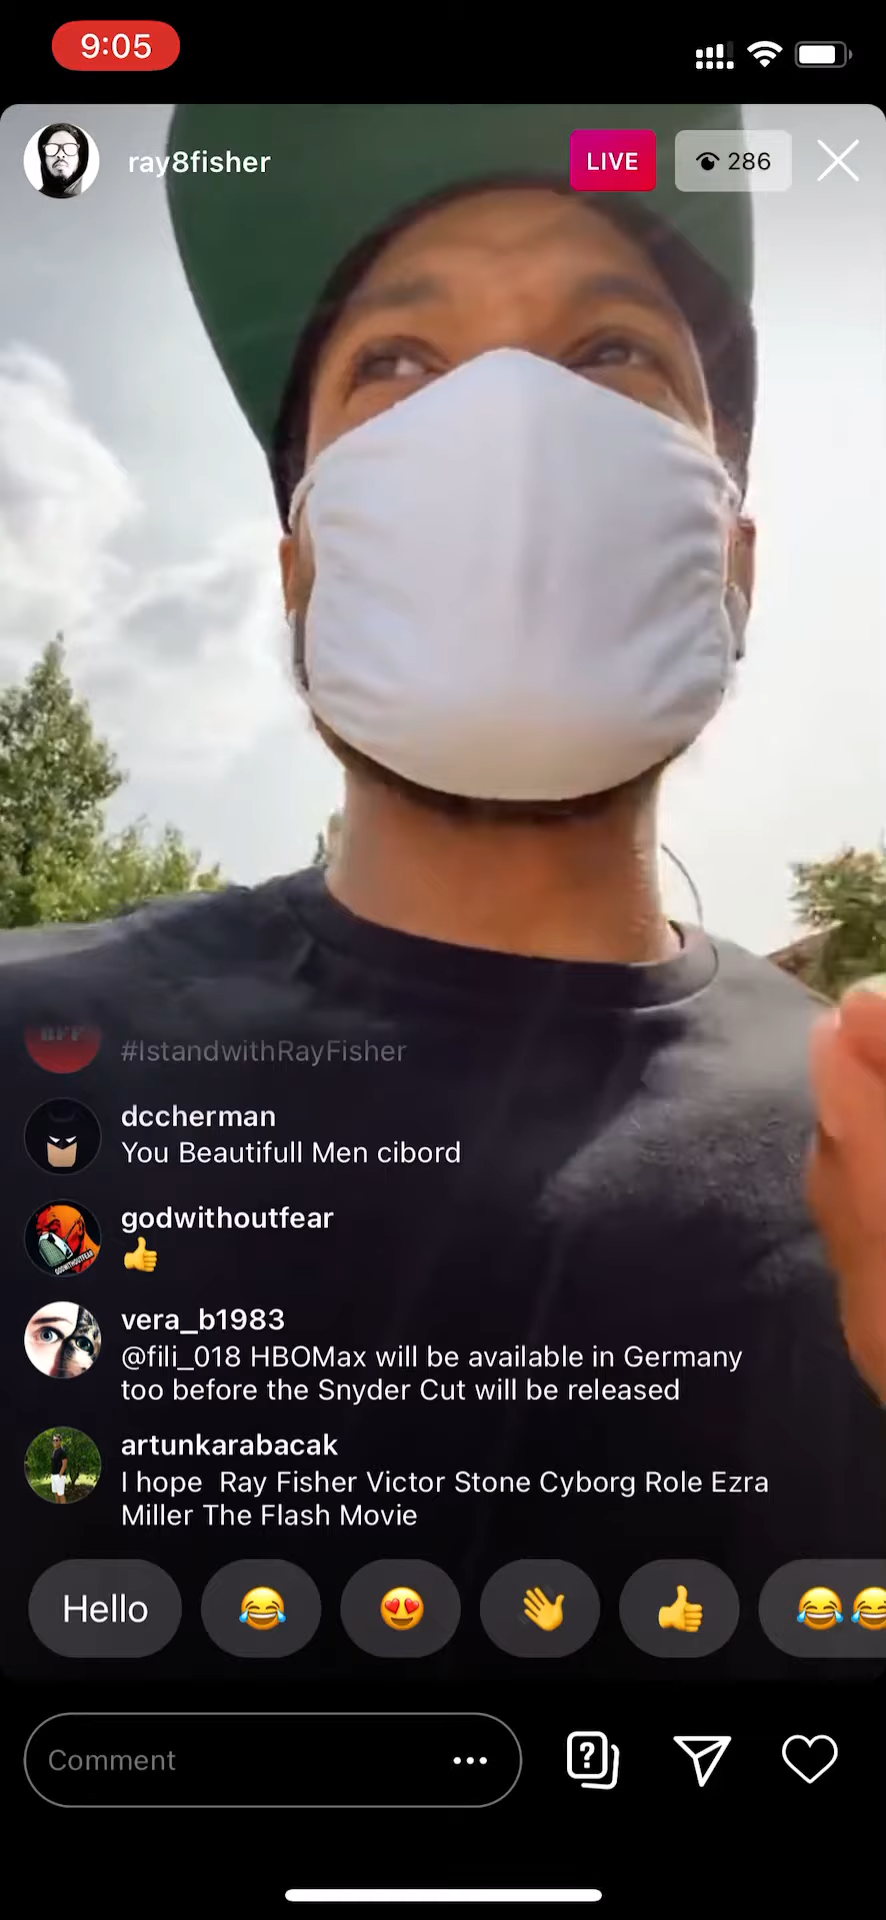 9:05
ray8fisher
LIVE
286
BFF
#IstandwithRayFisher
dccherman
You Beautifull Men cibord
godwithoutfear
GODWITHOUTFEAR
👍
vera_b1983
@fili_018 HBOMax will be available in Germany
too before the Snyder Cut will be released
artunkarabacak
I hope  Ray Fisher Victor Stone Cyborg Role Ezra
Miller The Flash Movie
Hello 😂 😍 👋 👍 😂😂
Comment